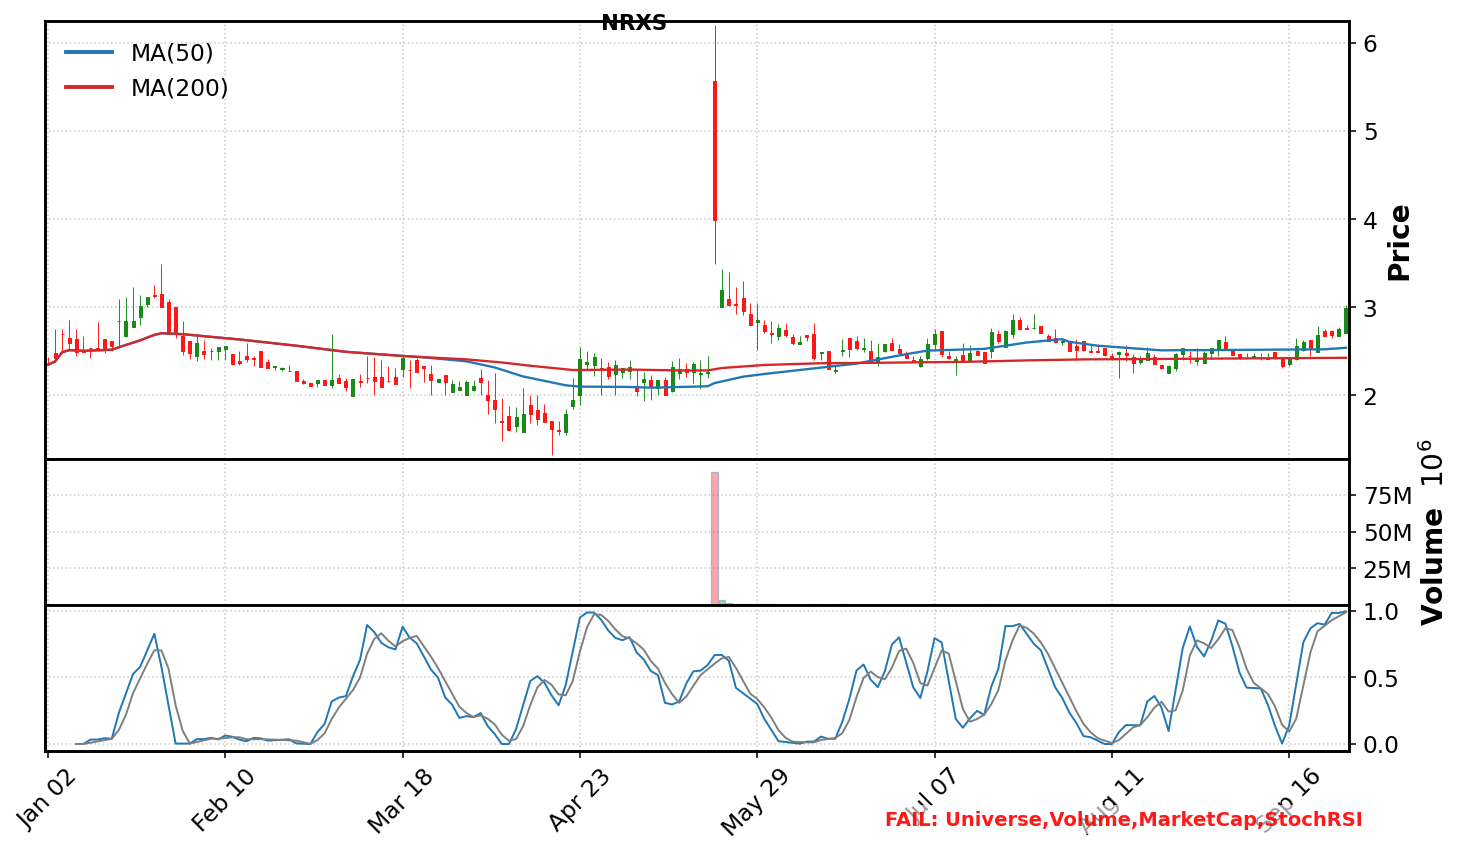 NRXS
MA(50)
MA(200)
6
5
4
3
2
Price
75M
50M
25M
Volume 10^6
1.0
0.5
0.0
Jan 02
Feb 10
Mar 18
Apr 23
May 29
Jul 07
Aug 11
Sep 16
FAIL: Universe,Volume,MarketCap,StochRSI